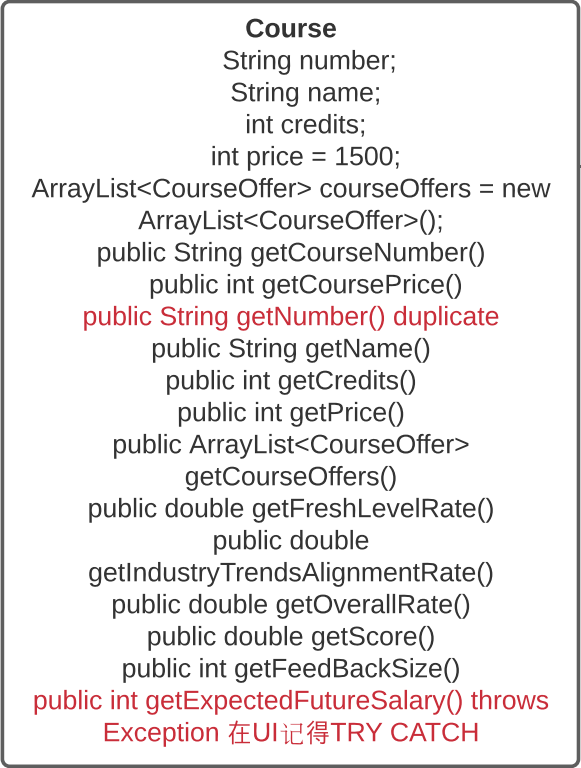 Course
String number;
String name;
int credits;
int price = 1500;
ArrayList<CourseOffer> courseOffers = new
ArrayList<CourseOffer>();
public String getCourseNumber()
public int getCoursePrice()
public String getNumber() duplicate
public String getName()
public int getCredits()
public int getPrice()
public ArrayList<CourseOffer>
getCourseOffers()
public double getFreshLevelRate()
public double
getIndustryTrendsAlignmentRate()
public double getOverallRate()
public double getScore()
public int getFeedBackSize()
public int getExpectedFutureSalary() throws
Exception 在UI记得TRY CATCH